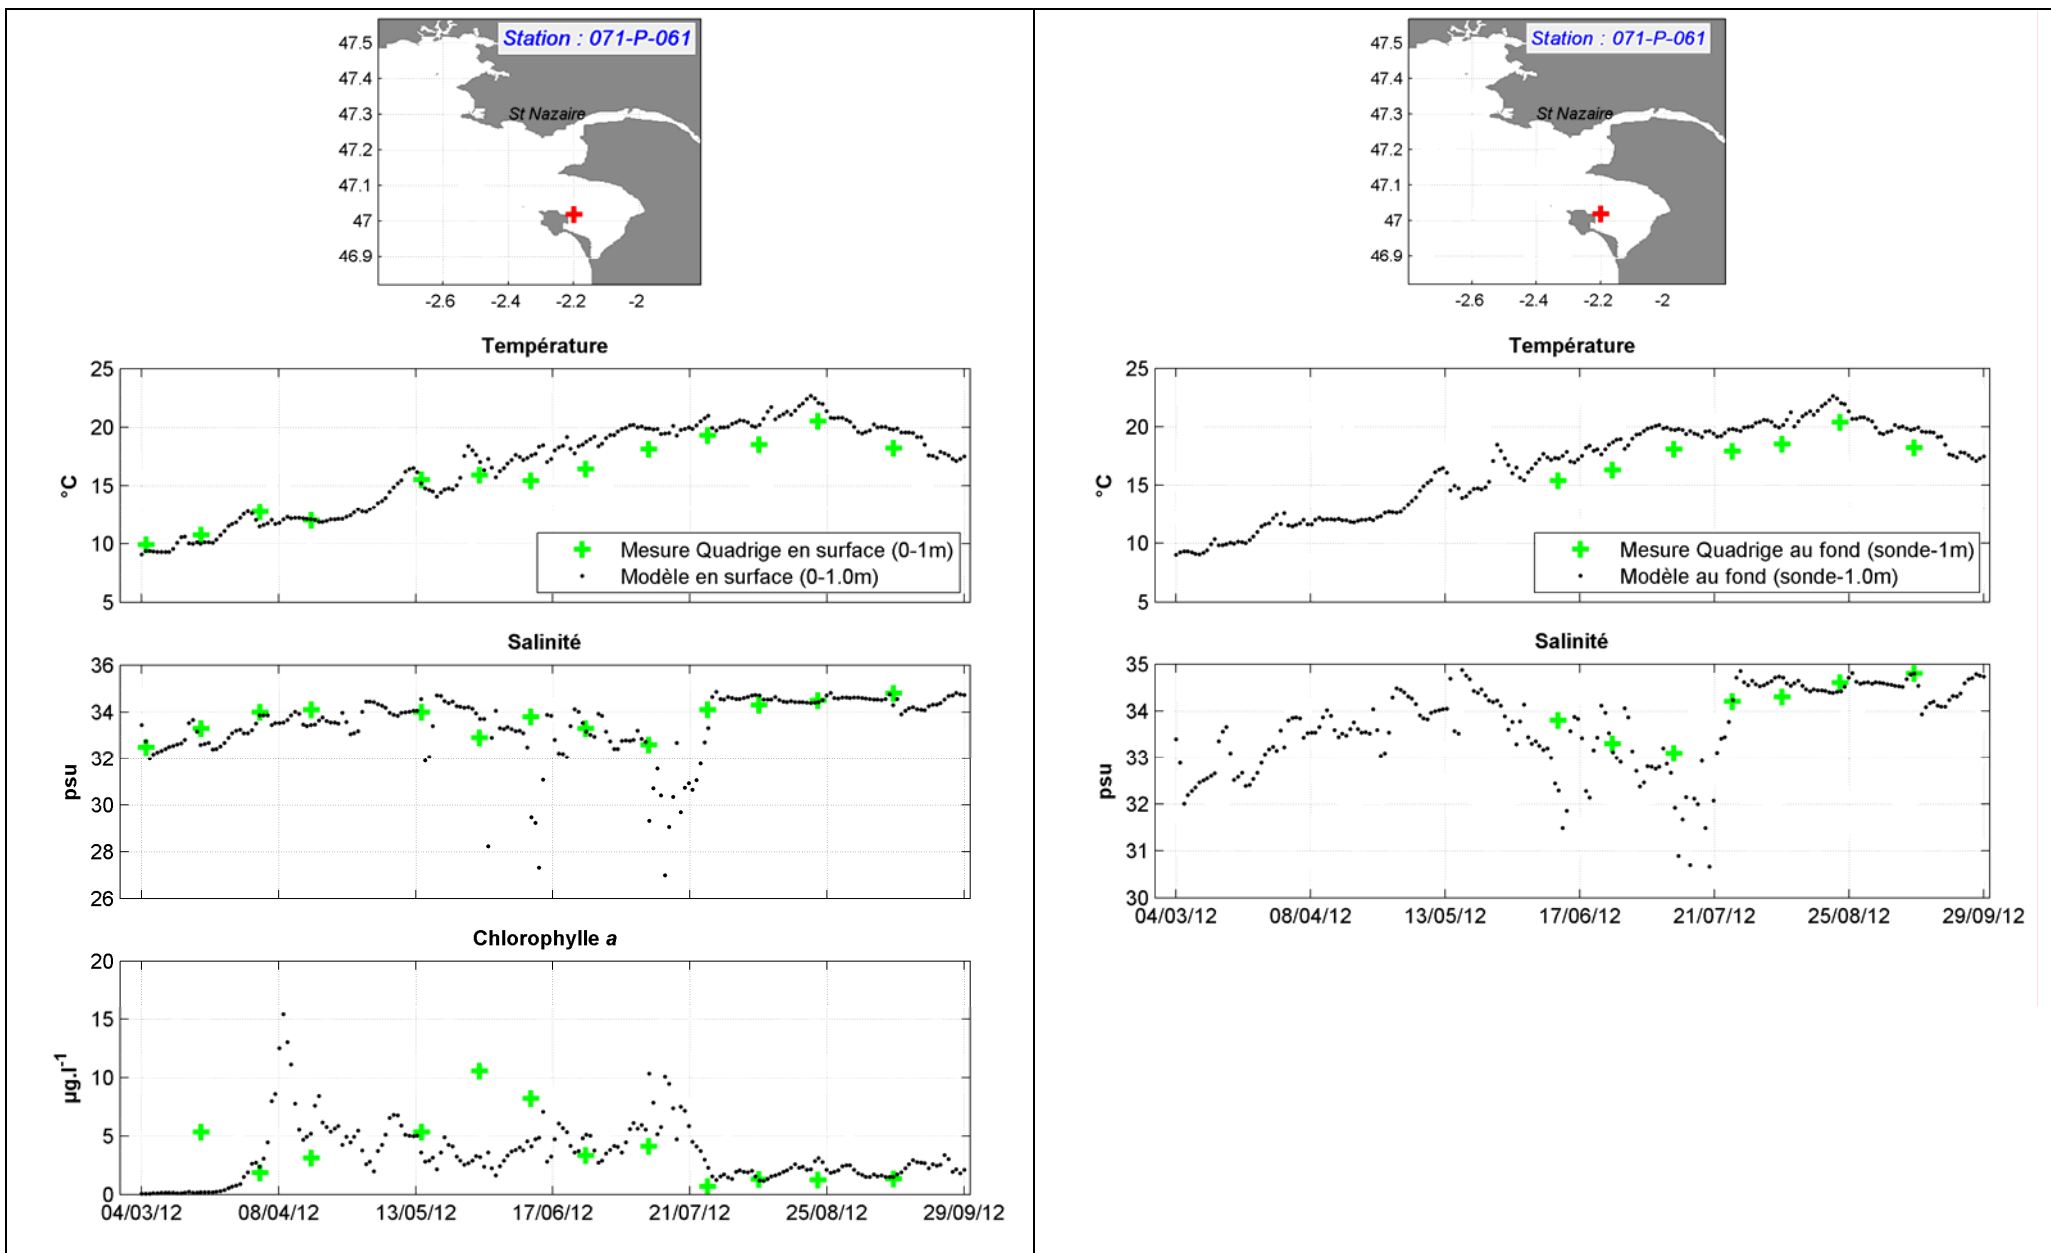 Station : 071-P-061
47.5
47.4
St Nazaire
47.3
47.2
47.1
47
46.9
-2.6 -2.4 -2.2 -2
Température
25
20
15
10
5
°C
Mesure Quadrige en surface (0-1m)
Modèle en surface (0-1.0m)
Salinité
36
34
32
30
28
26
psu
Chlorophylle a
20
15
10
5
0
µg.l-1
04/03/12 08/04/12 13/05/12 17/06/12 21/07/12 25/08/12 29/09/12
Station : 071-P-061
47.5
47.4
St Nazaire
47.3
47.2
47.1
47
46.9
-2.6 -2.4 -2.2 -2
Température
25
20
15
10
5
°C
Mesure Quadrige au fond (sonde-1m)
Modèle au fond (sonde-1.0m)
Salinité
35
34
33
32
31
30
psu
04/03/12 08/04/12 13/05/12 17/06/12 21/07/12 25/08/12 29/09/12